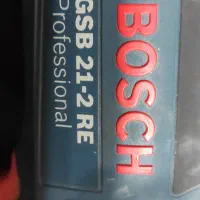 BOSCH
GSB 21-2 RE
Professional